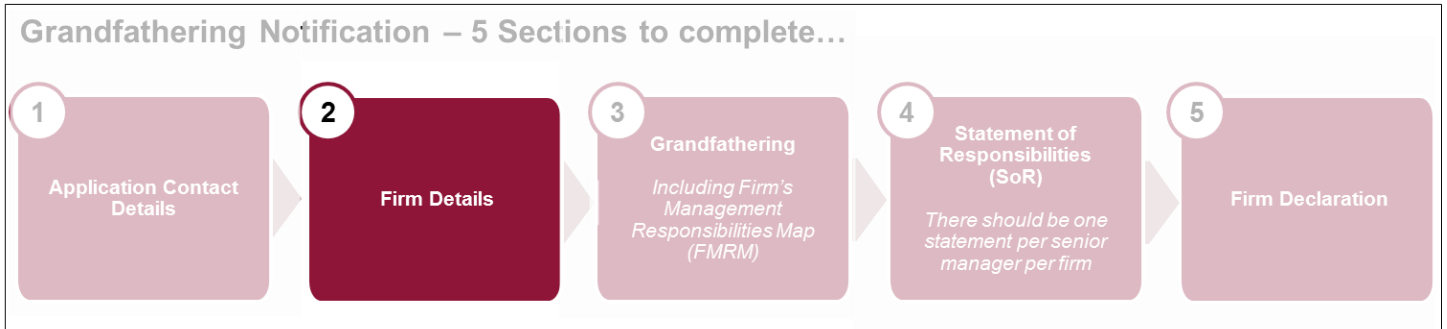 Grandfathering Notification – 5 Sections to complete…
1
Application Contact
Details
2
Firm Details
3
Grandfathering
Including Firm's
Management
Responsibilities Map
(FMRM)
4
Statement of
Responsibilities
(SoR)
There should be one
statement per senior
manager per firm
5
Firm Declaration